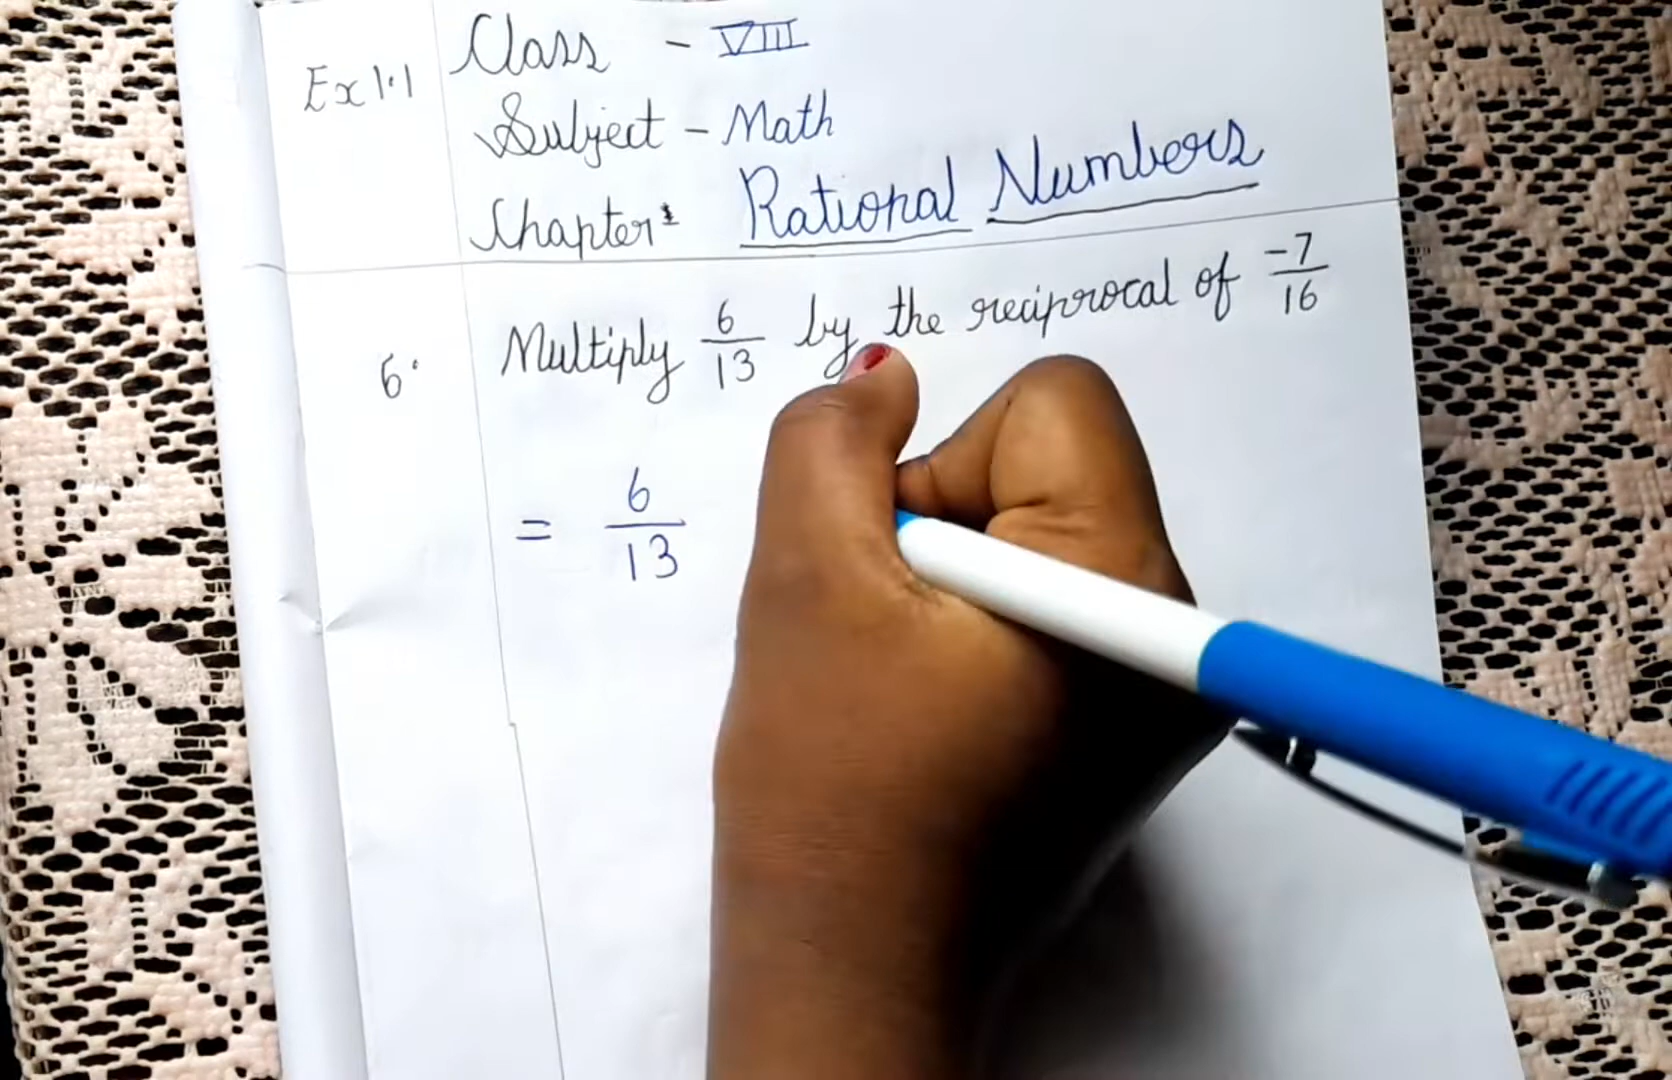 Ex 1.1
Class - VIII
Subject - Math
Chapter: Rational Numbers
6. Multiply 6/13 by the reciprocal of -7/16
= 6/13